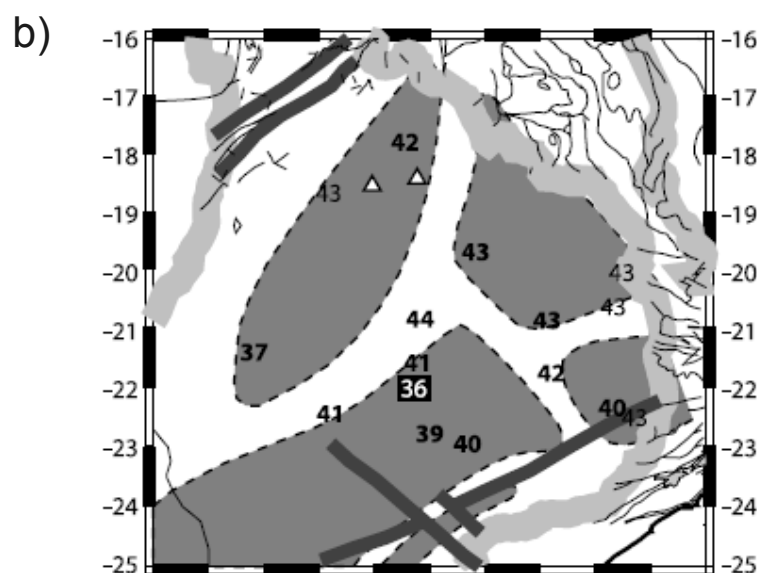 b)
–16 –16
–17 –17
42
–18 –18
43
–19 –19
43
–20 43 –20
43
44 43
–21 –21
37 41 42
–22 36 –22
41 40 43
39 40
–23 –23
–24 –24
–25 –25